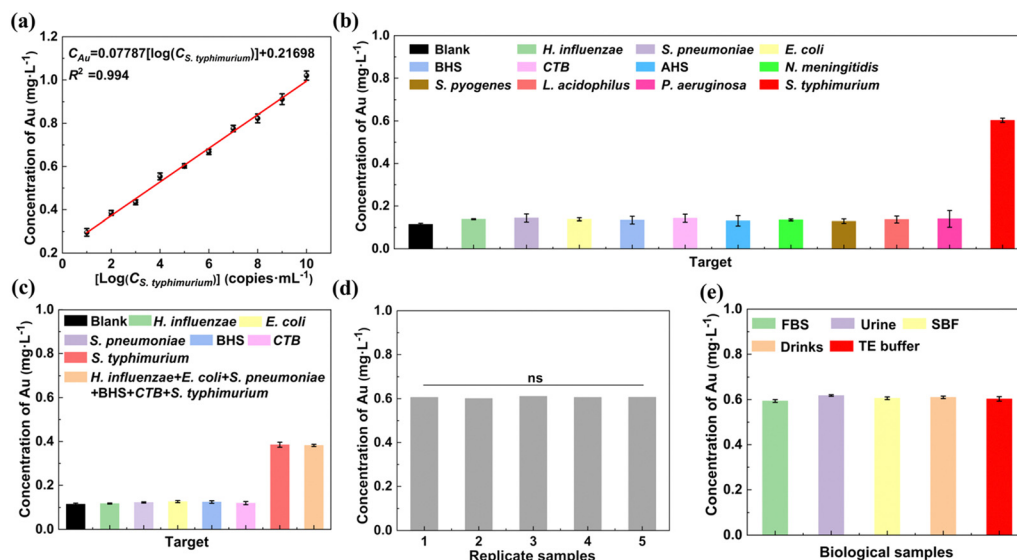 (a)
C_Au=0.07787[log(C_S. typhimurium)]+0.21698
R² =0.994
Concentration of Au (mg·L⁻¹)
1.2
1.0
0.8
0.6
0.4
0.2
0 2 4 6 8 10
[Log(C_S. typhimurium)] (copies·mL⁻¹)
(b)
Blank H. influenzae S. pneumoniae E. coli
BHS CTB AHS N. meningitidis
S. pyogenes L. acidophilus P. aeruginosa S. typhimurium
Concentration of Au (mg·L⁻¹)
1.0
0.8
0.6
0.4
0.2
0.0
Target
(c)
Blank H. influenzae E. coli
S. pneumoniae BHS CTB
S. typhimurium
H. influenzae+E. coli+S. pneumoniae
+BHS+CTB+S. typhimurium
Concentration of Au (mg·L⁻¹)
1.0
0.8
0.6
0.4
0.2
0.0
Target
(d)
ns
Concentration of Au (mg·L⁻¹)
1.0
0.8
0.6
0.4
0.2
0.0
1 2 3 4 5
Replicate samples
(e)
FBS Urine SBF
Drinks TE buffer
Concentration of Au (mg·L⁻¹)
1.0
0.8
0.6
0.4
0.2
0.0
Biological samples